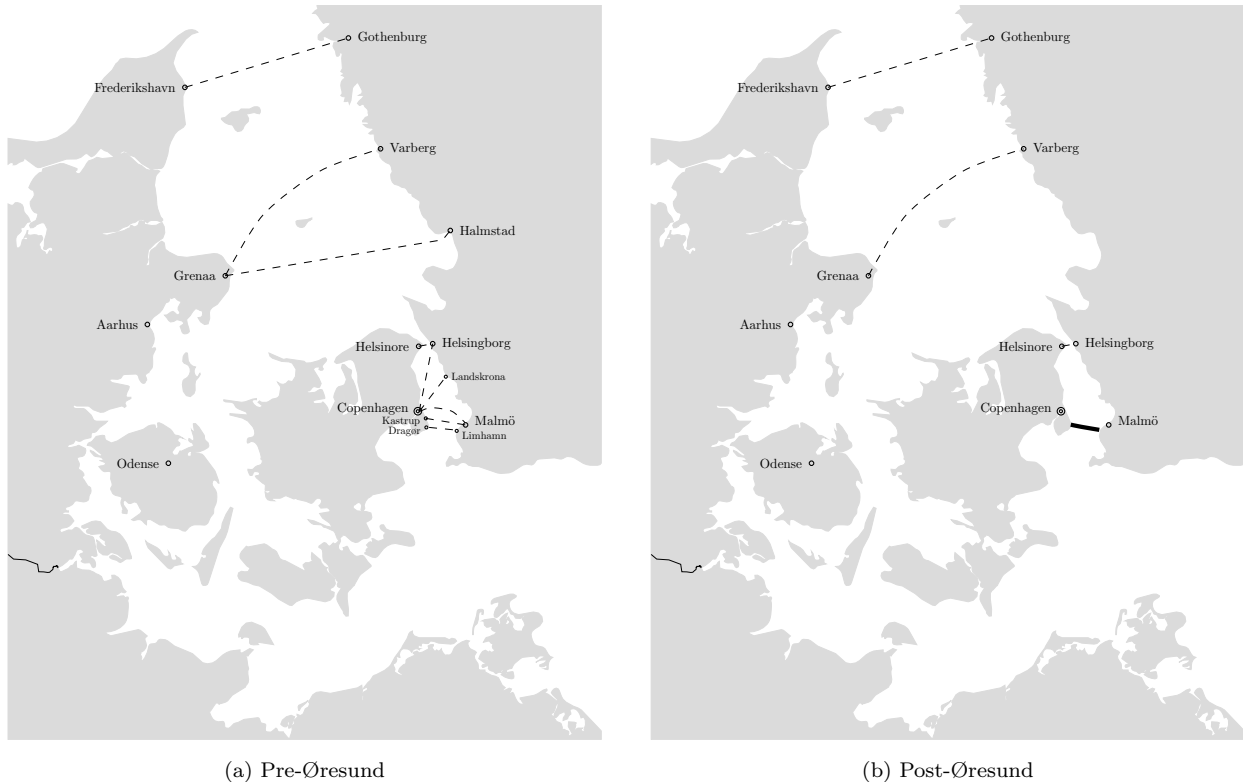 Gothenburg
Frederikshavn
Varberg
Halmstad
Grenaa
Aarhus
Helsinore
Helsingborg
Landskrona
Copenhagen
Kastrup
Malmö
Dragør
Limhamn
Odense
(a) Pre-Øresund
Gothenburg
Frederikshavn
Varberg
Grenaa
Aarhus
Helsinore
Helsingborg
Copenhagen
Malmö
Odense
(b) Post-Øresund